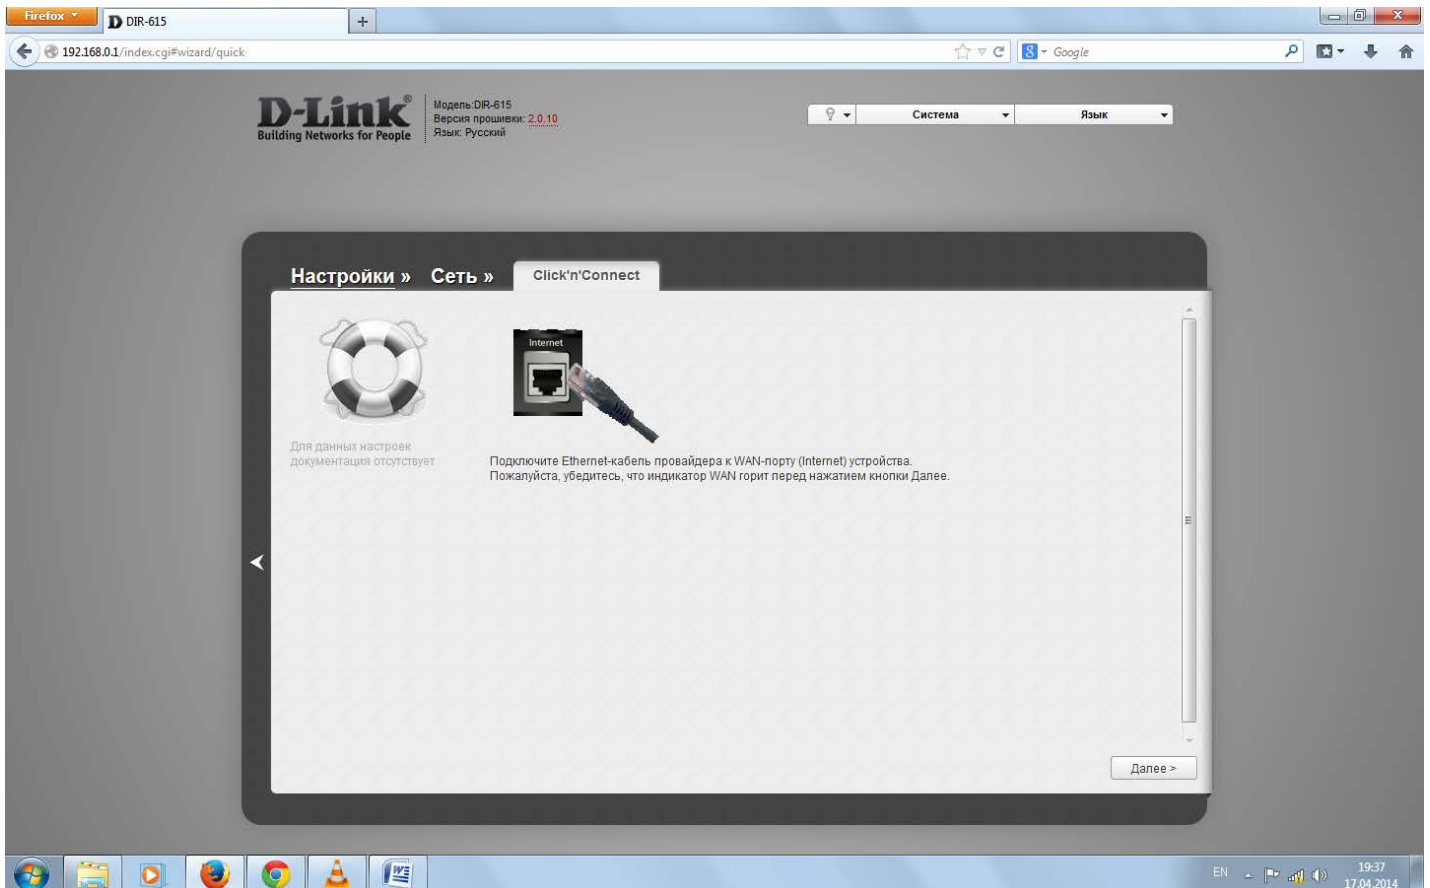 Firefox
DIR-615
192.168.0.1/index.cgi#wizard/quick
Google
D-Link®
Building Networks for People
Модель:DIR-615
Версия прошивки: 2.0.10
Язык: Русский
Система
Язык
Настройки »
Сеть »
Click'n'Connect
Internet
Для данных настроек
документация отсутствует
Подключите Ethernet-кабель провайдера к WAN-порту (Internet) устройства.
Пожалуйста, убедитесь, что индикатор WAN горит перед нажатием кнопки Далее.
Далее >
EN
19:37
17.04.2014